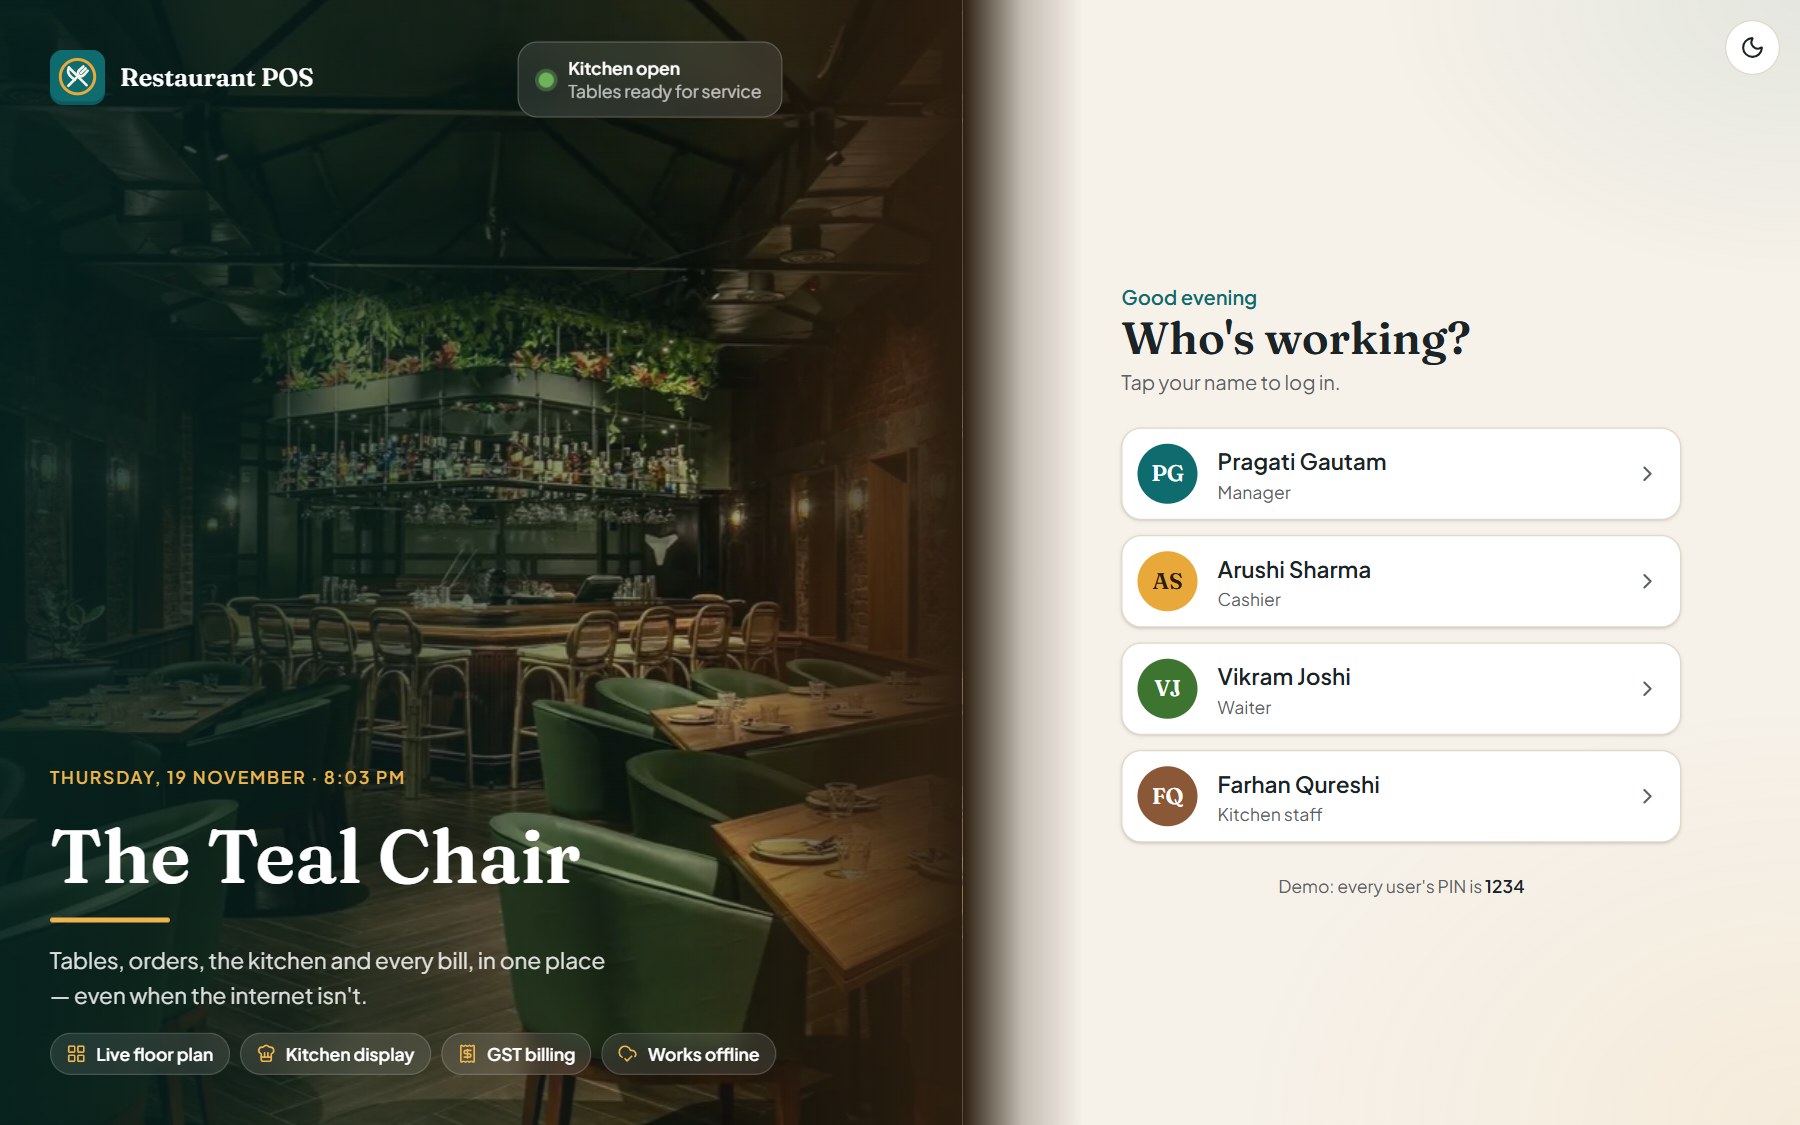 Restaurant POS
Kitchen open
Tables ready for service
THURSDAY, 19 NOVEMBER · 8:03 PM
The Teal Chair
Tables, orders, the kitchen and every bill, in one place
— even when the internet isn't.
Live floor plan
Kitchen display
GST billing
Works offline
Good evening
Who's working?
Tap your name to log in.
PG
Pragati Gautam
Manager
AS
Arushi Sharma
Cashier
VJ
Vikram Joshi
Waiter
FQ
Farhan Qureshi
Kitchen staff
Demo: every user's PIN is 1234